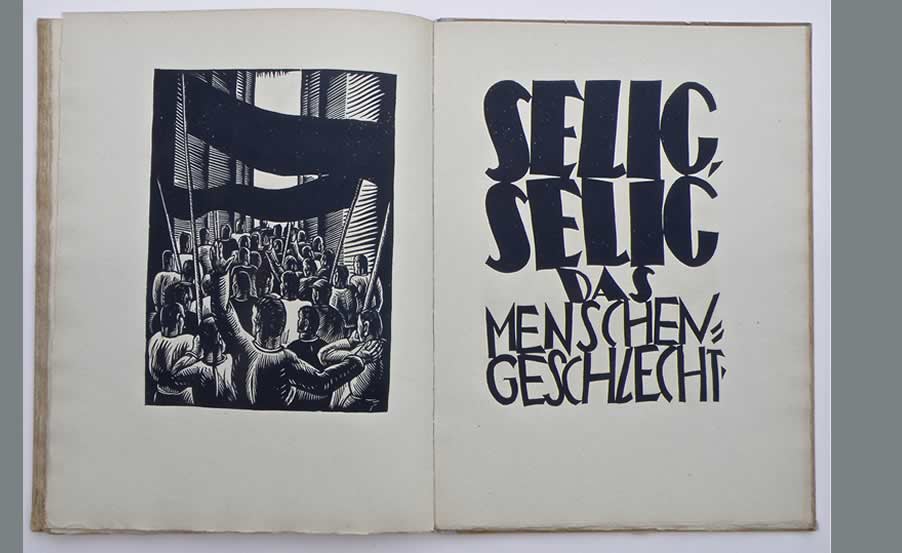 SELIG,
SELIG
DAS
MENSCHEN=
GESCHLECHT